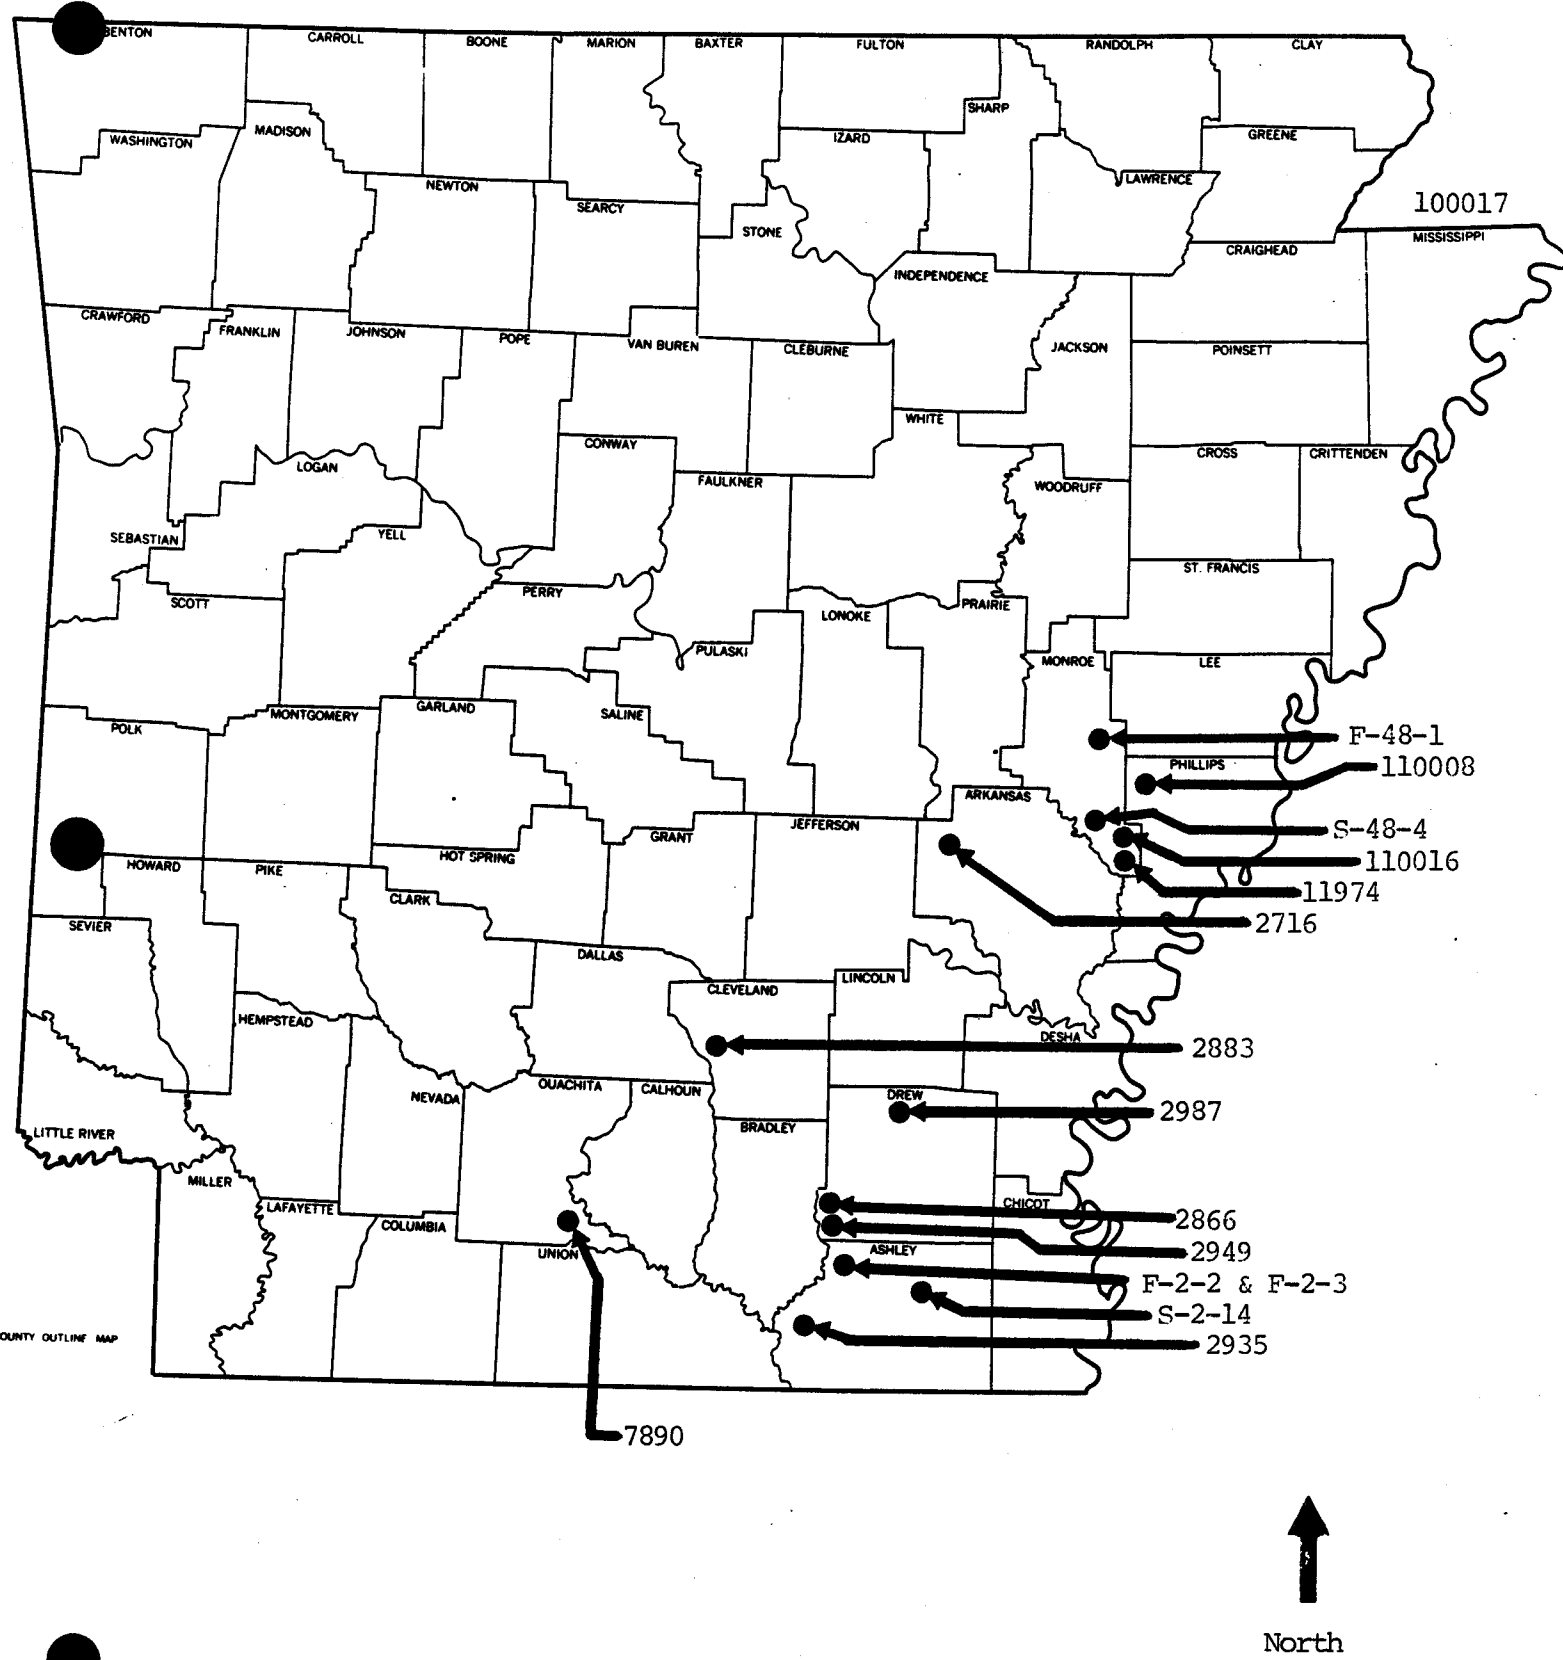 BENTON
CARROLL
BOONE
MARION
BAXTER
FULTON
RANDOLPH
CLAY
SHARP
MADISON
WASHINGTON
IZARD
GREENE
LAWRENCE
NEWTON
SEARCY
100017
STONE
MISSISSIPPI
CRAIGHEAD
INDEPENDENCE
CRAWFORD
FRANKLIN
JOHNSON
POPE
VAN BUREN
CLEBURNE
JACKSON
POINSETT
WHITE
CONWAY
LOGAN
CROSS
CRITTENDEN
FAULKNER
WOODRUFF
SEBASTIAN
YELL
ST. FRANCIS
SCOTT
PERRY
LONOKE
PRAIRIE
PULASKI
MONROE
LEE
POLK
MONTGOMERY
GARLAND
SALINE
F-48-1
PHILLIPS
110008
ARKANSAS
JEFFERSON
GRANT
S-48-4
HOWARD
PIKE
HOT SPRING
110016
CLARK
11974
SEVIER
2716
DALLAS
LINCOLN
CLEVELAND
HEMPSTEAD
DESHA
2883
OUACHITA
CALHOUN
NEVADA
DREW
2987
BRADLEY
LITTLE RIVER
MILLER
LAFAYETTE
COLUMBIA
CHICOT
2866
UNION
ASHLEY
2949
F-2-2 & F-2-3
S-2-14
OUNTY OUTLINE MAP
2935
7890
North